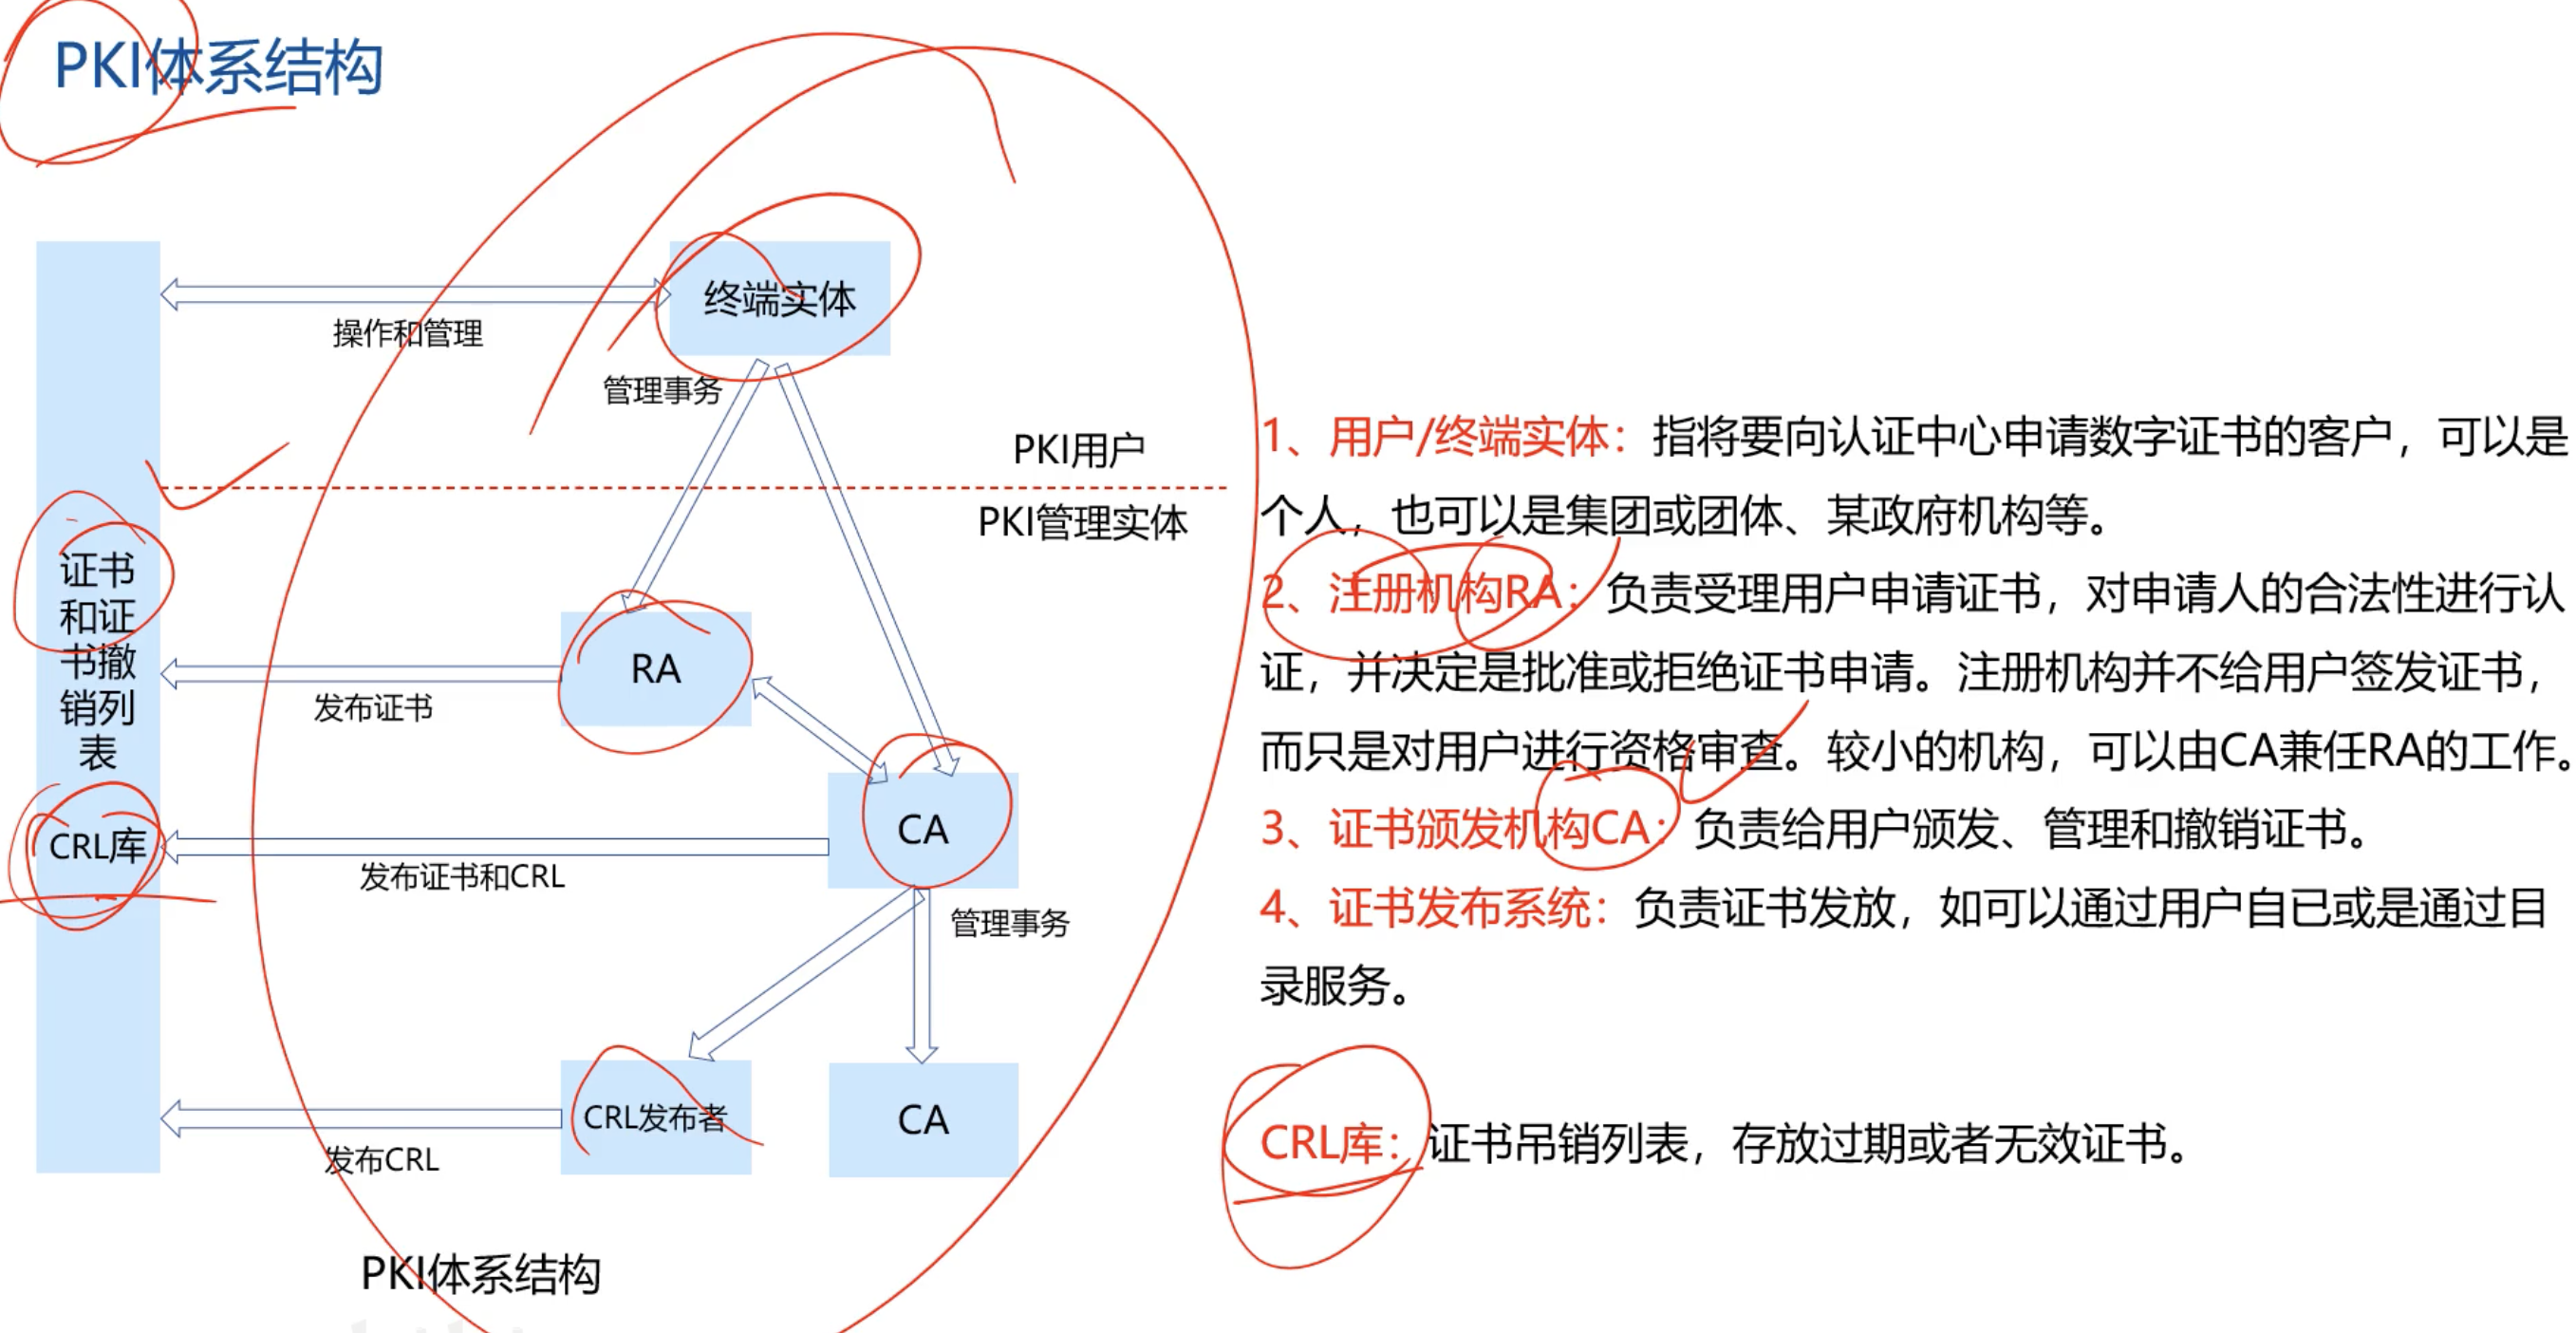 PKI体系结构
终端实体
操作和管理
管理事务
PKI用户
PKI管理实体
证书
和证
书撤
销列
表
CRL库
RA
发布证书
CA
发布证书和CRL
管理事务
CRL发布者
CA
发布CRL
PKI体系结构
1、用户/终端实体：指将要向认证中心申请数字证书的客户，可以是
个人，也可以是集团或团体、某政府机构等。
2、注册机构RA：负责受理用户申请证书，对申请人的合法性进行认
证，并决定是批准或拒绝证书申请。注册机构并不给用户签发证书，
而只是对用户进行资格审查。较小的机构，可以由CA兼任RA的工作。
3、证书颁发机构CA：负责给用户颁发、管理和撤销证书。
4、证书发布系统：负责证书发放，如可以通过用户自已或是通过目
录服务。
CRL库：证书吊销列表，存放过期或者无效证书。